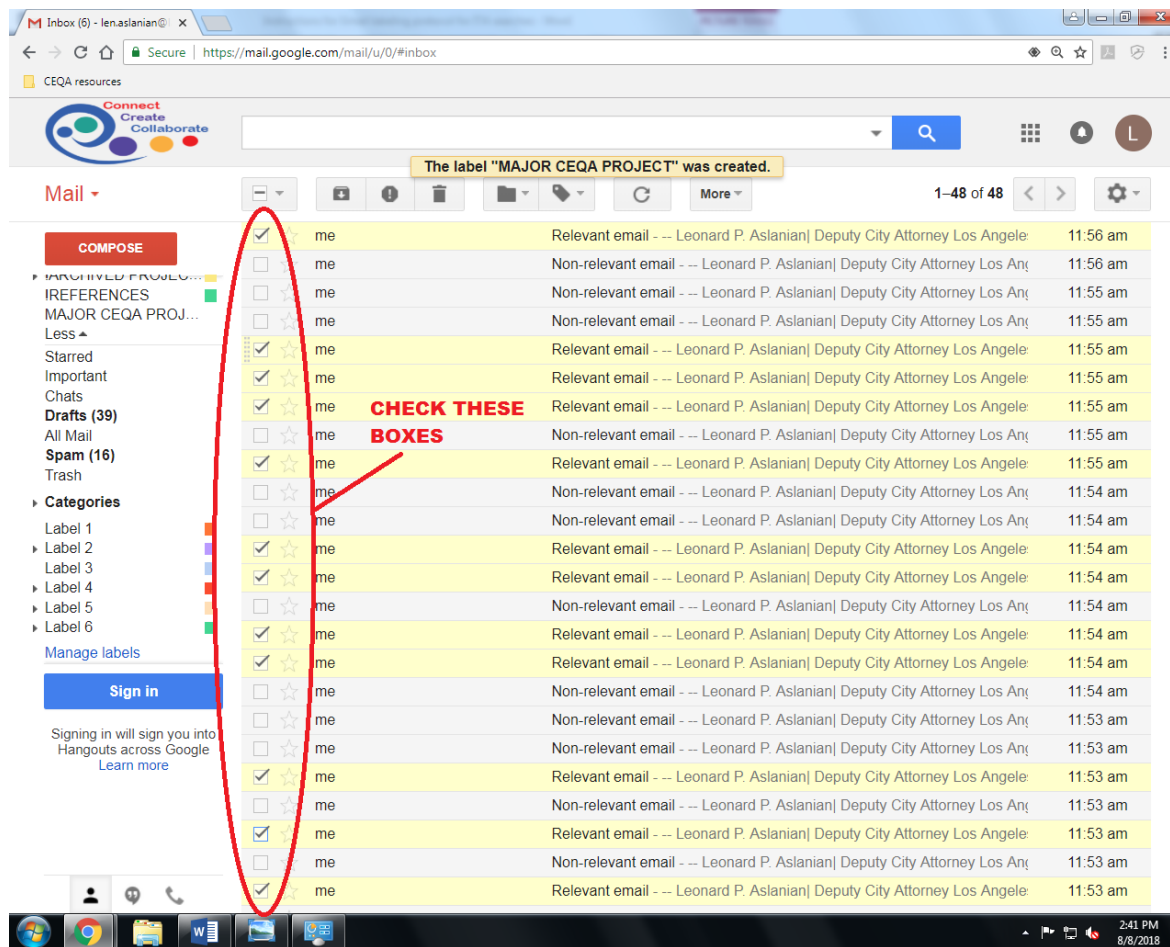 Inbox (6) - len.aslanian@
Secure | https://mail.google.com/mail/u/0/#inbox
CEQA resources
Connect
Create
Collaborate
L
The label "MAJOR CEQA PROJECT" was created.
Mail
More
1–48 of 48
COMPOSE
!REFERENCES
MAJOR CEQA PROJ...
Less
Starred
Important
Chats
Drafts (39)
All Mail
Spam (16)
Trash
Categories
Label 1
Label 2
Label 3
Label 4
Label 5
Label 6
Manage labels
Sign in
Signing in will sign you into
Hangouts across Google
Learn more
me Relevant email - -- Leonard P. Aslanian| Deputy City Attorney Los Angele 11:56 am
me Non-relevant email - -- Leonard P. Aslanian| Deputy City Attorney Los Ang 11:56 am
me Non-relevant email - -- Leonard P. Aslanian| Deputy City Attorney Los Ang 11:55 am
me Non-relevant email - -- Leonard P. Aslanian| Deputy City Attorney Los Ang 11:55 am
me Relevant email - -- Leonard P. Aslanian| Deputy City Attorney Los Angele 11:55 am
me Relevant email - -- Leonard P. Aslanian| Deputy City Attorney Los Angele 11:55 am
me Relevant email - -- Leonard P. Aslanian| Deputy City Attorney Los Angele 11:55 am
me Non-relevant email - -- Leonard P. Aslanian| Deputy City Attorney Los Ang 11:55 am
me Relevant email - -- Leonard P. Aslanian| Deputy City Attorney Los Angele 11:55 am
me Non-relevant email - -- Leonard P. Aslanian| Deputy City Attorney Los Ang 11:54 am
me Non-relevant email - -- Leonard P. Aslanian| Deputy City Attorney Los Ang 11:54 am
me Relevant email - -- Leonard P. Aslanian| Deputy City Attorney Los Angele 11:54 am
me Relevant email - -- Leonard P. Aslanian| Deputy City Attorney Los Angele 11:54 am
me Non-relevant email - -- Leonard P. Aslanian| Deputy City Attorney Los Ang 11:54 am
me Relevant email - -- Leonard P. Aslanian| Deputy City Attorney Los Angele 11:54 am
me Relevant email - -- Leonard P. Aslanian| Deputy City Attorney Los Angele 11:54 am
me Non-relevant email - -- Leonard P. Aslanian| Deputy City Attorney Los Ang 11:54 am
me Non-relevant email - -- Leonard P. Aslanian| Deputy City Attorney Los Ang 11:53 am
me Non-relevant email - -- Leonard P. Aslanian| Deputy City Attorney Los Ang 11:53 am
me Relevant email - -- Leonard P. Aslanian| Deputy City Attorney Los Angele 11:53 am
me Non-relevant email - -- Leonard P. Aslanian| Deputy City Attorney Los Ang 11:53 am
me Relevant email - -- Leonard P. Aslanian| Deputy City Attorney Los Angele 11:53 am
me Non-relevant email - -- Leonard P. Aslanian| Deputy City Attorney Los Ang 11:53 am
me Relevant email - -- Leonard P. Aslanian| Deputy City Attorney Los Angele 11:53 am
CHECK THESE
BOXES
2:41 PM
8/8/2018